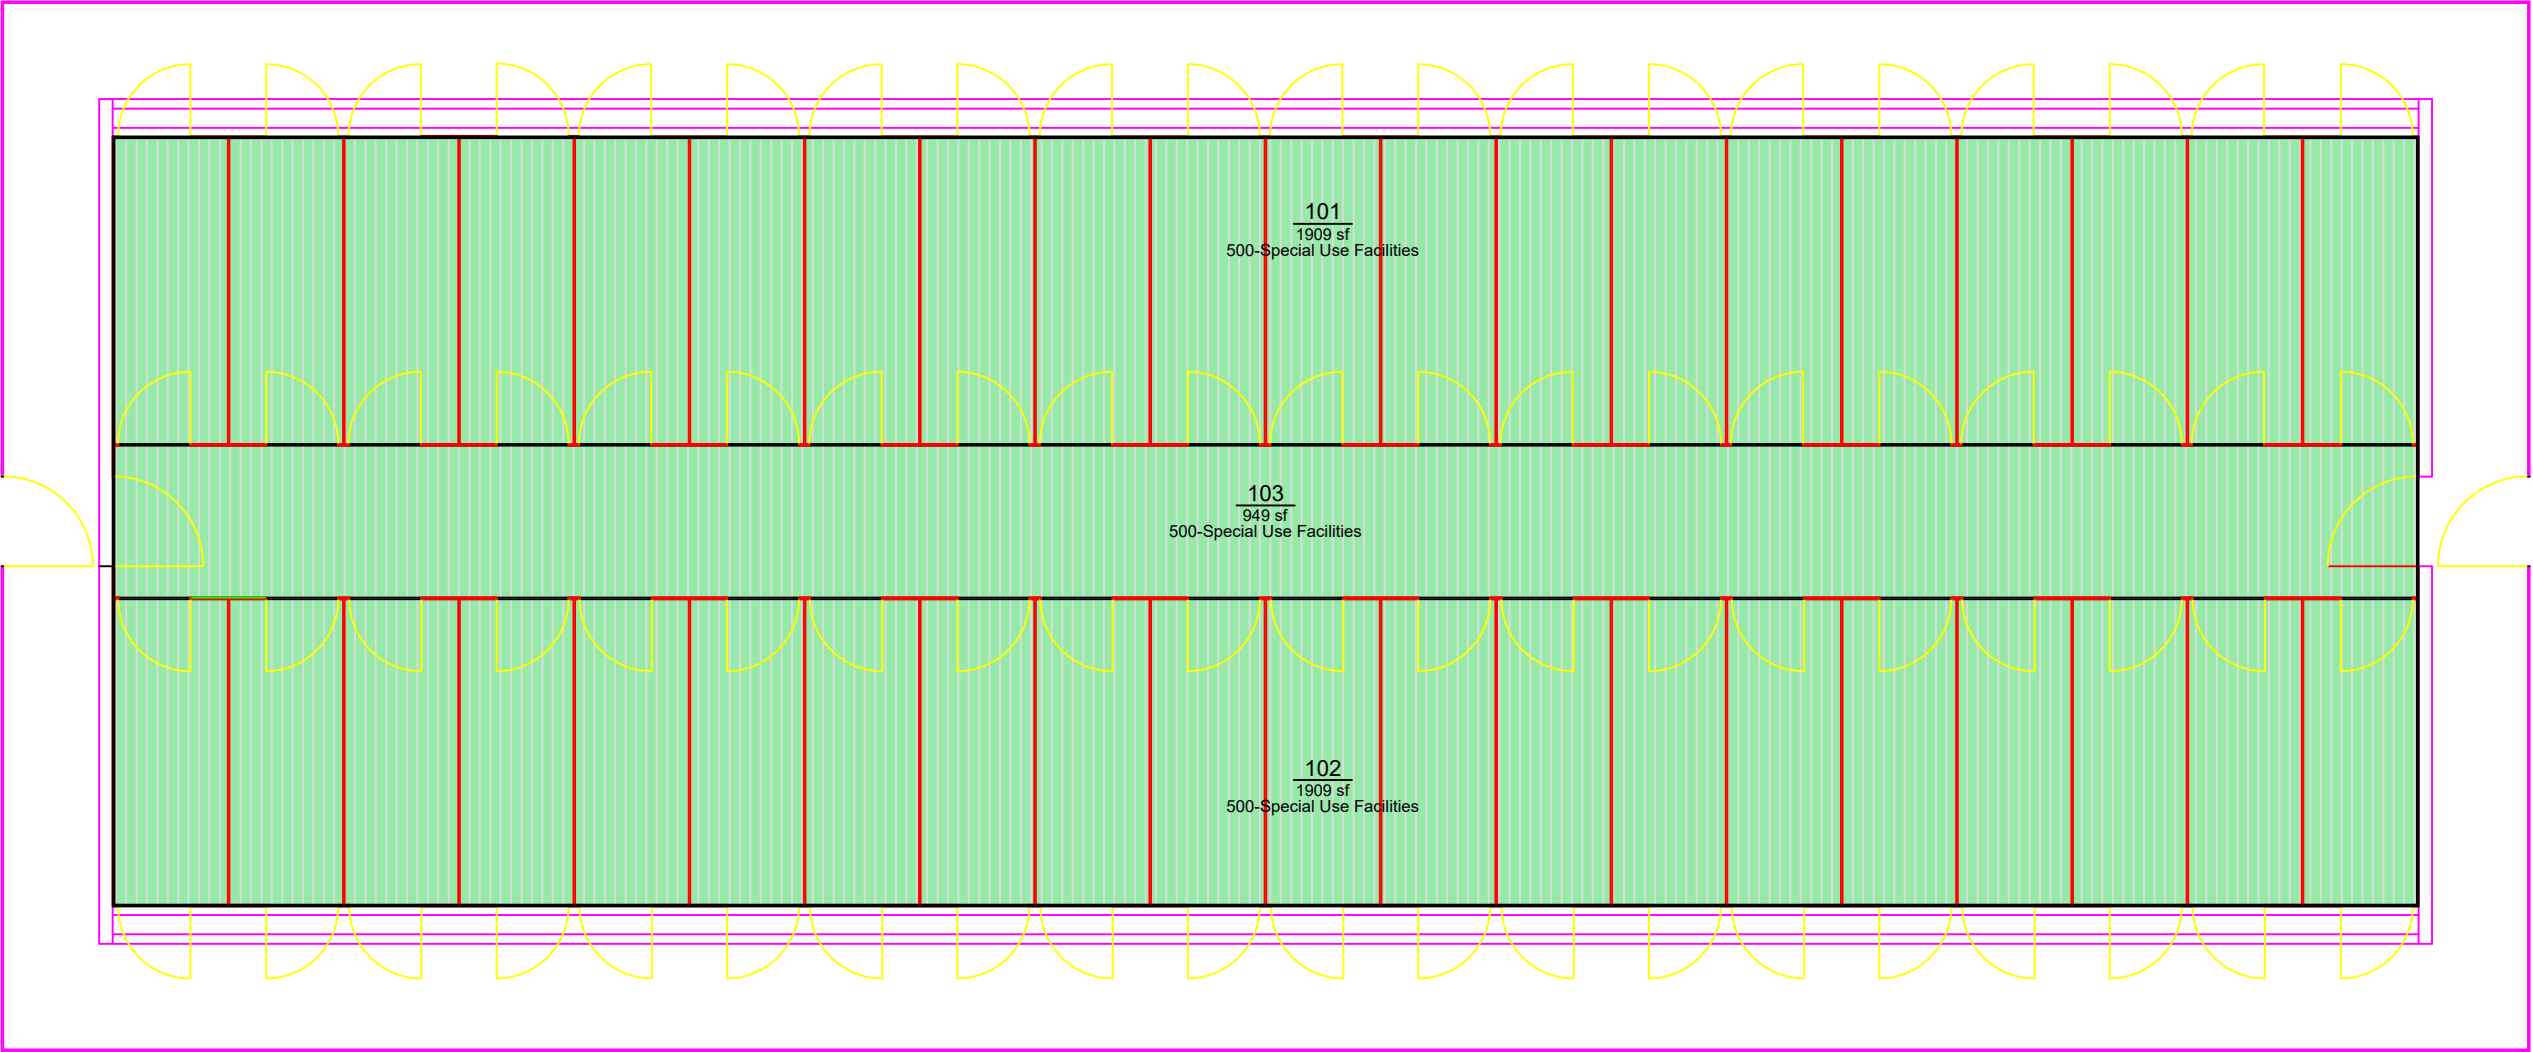 101
1909 sf
500-Special Use Facilities
103
949 sf
500-Special Use Facilities
102
1909 sf
500-Special Use Facilities